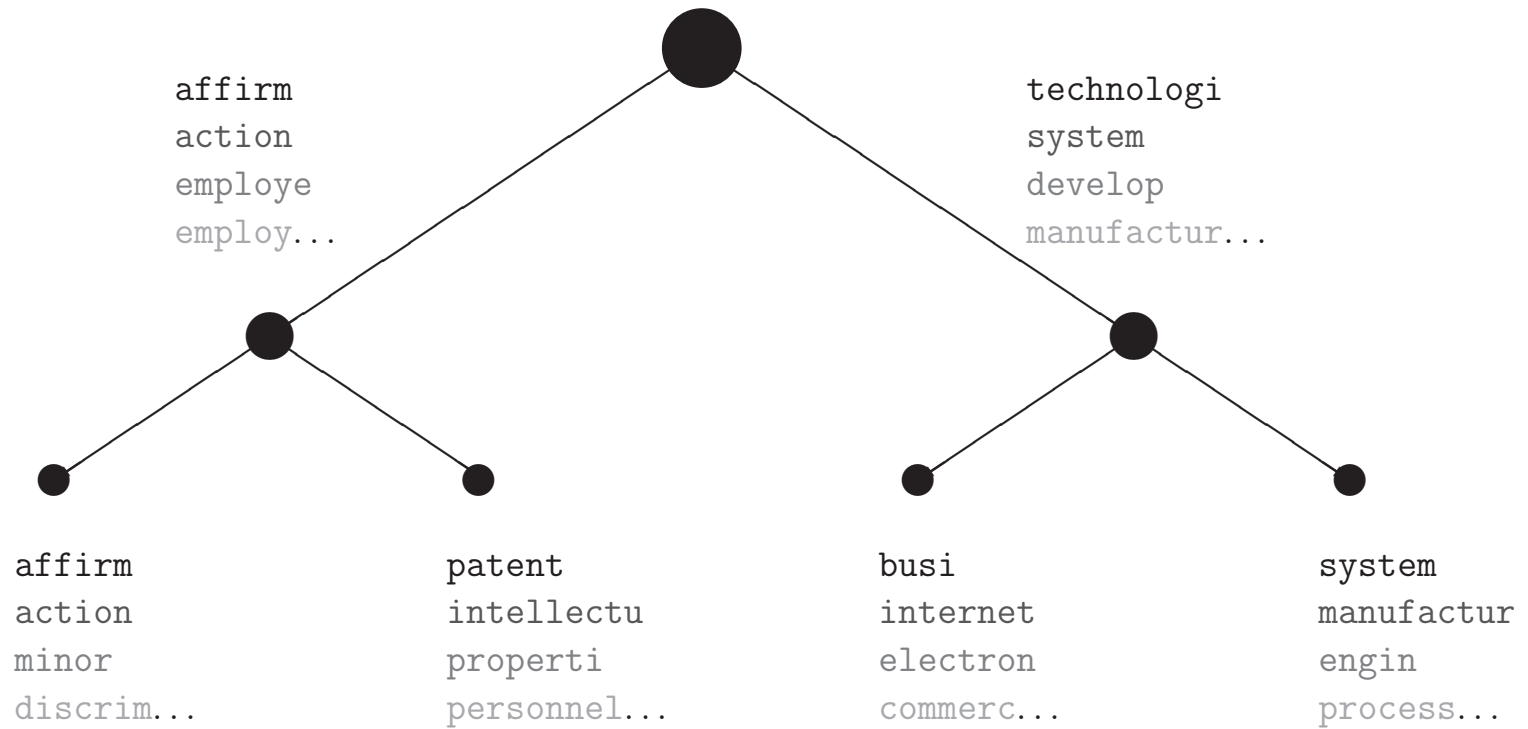 affirm
action
employe
employ...
technologi
system
develop
manufactur...
affirm
action
minor
discrim...
patent
intellectu
properti
personnel...
busi
internet
electron
commerc...
system
manufactur
engin
process...